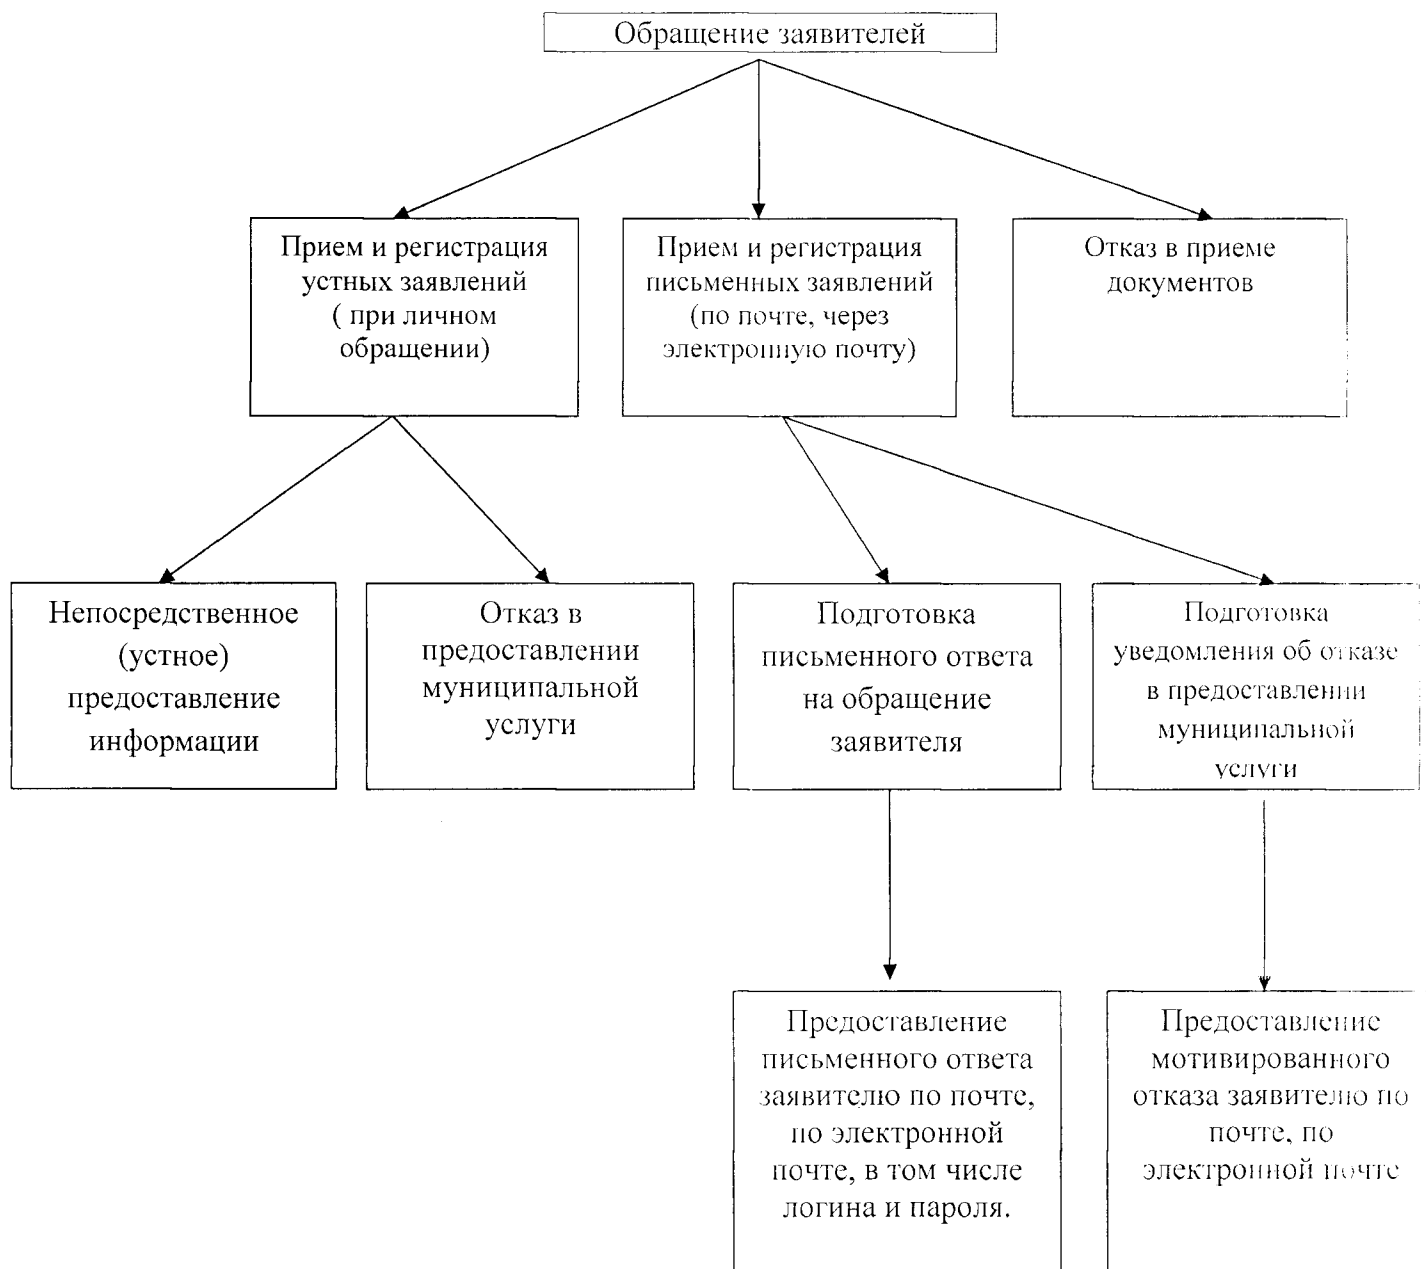 Обращение заявителей
Прием и регистрация
устных заявлений
( при личном
обращении)
Прием и регистрация
письменных заявлений
(по почте, через
электронную почту)
Отказ в приеме
документов
Непосредственное
(устное)
предоставление
информации
Отказ в
предоставлении
муниципальной
услуги
Подготовка
письменного ответа
на обращение
заявителя
Подготовка
уведомления об отказе
в предоставлении
муниципальной
услуги
Предоставление
письменного ответа
заявителю по почте,
по электронной
почте, в том числе
логина и пароля.
Предоставление
мотивированного
отказа заявителю по
почте, по
электронной почте